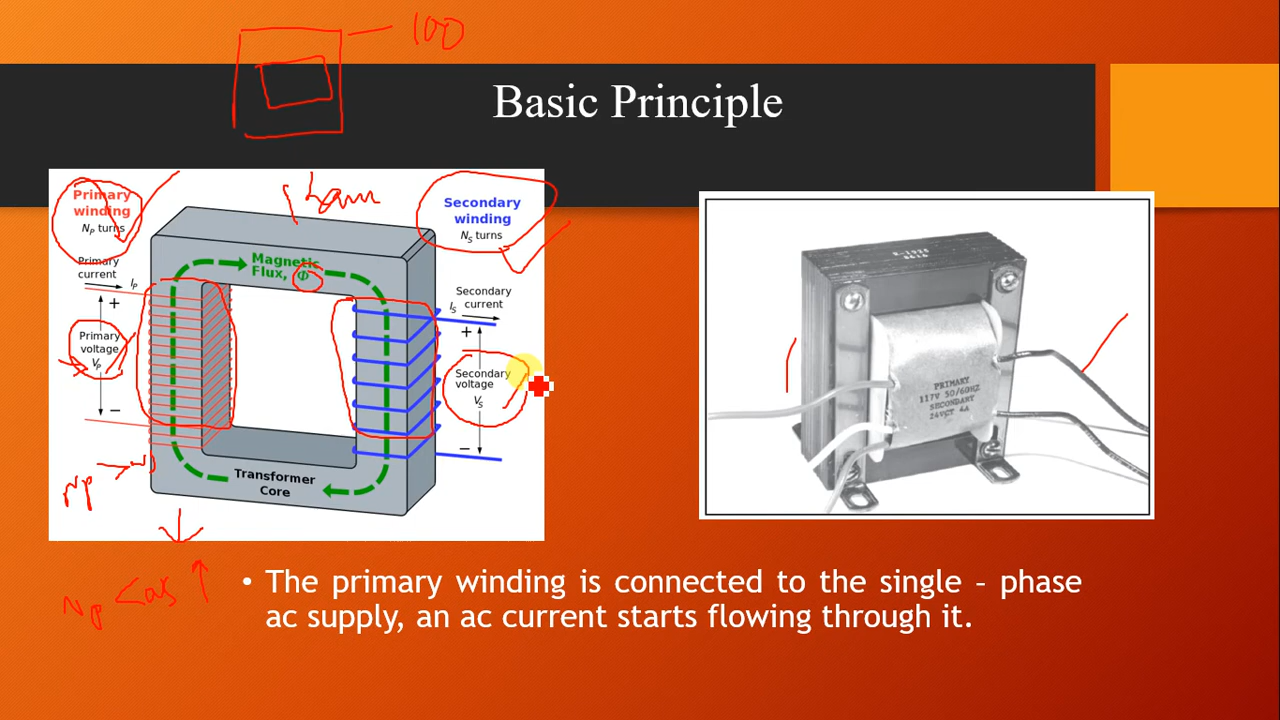 100
Basic Principle
Primary
winding
NP turns
Secondary
winding
NS turns
Magnetic
Flux, Φ
Primary
current
IP
+
Primary
voltage
VP
−
Secondary
current
IS
+
Secondary
voltage
VS
−
Transformer
Core
Np >
Np <
PRIMARY
117V 50/60HZ
SECONDARY
24VCT 4A
• The primary winding is connected to the single – phase
ac supply, an ac current starts flowing through it.